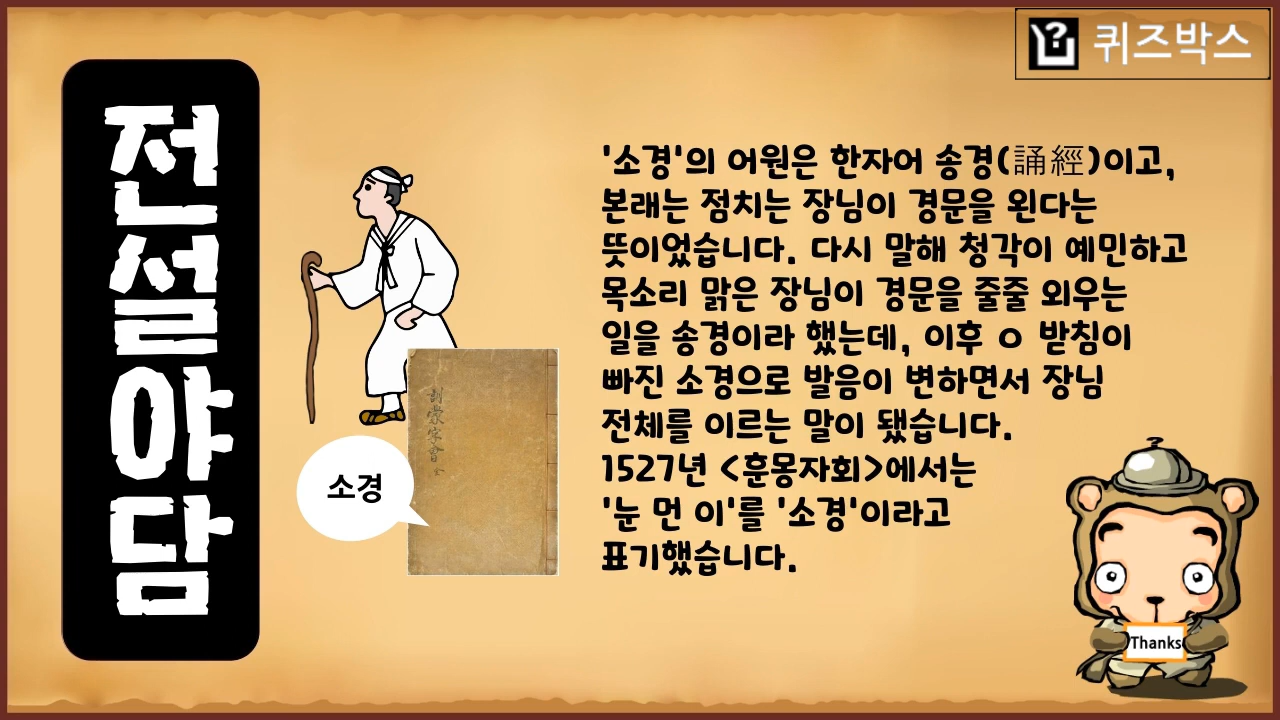 퀴즈박스
전설야담
'소경'의 어원은 한자어 송경(誦經)이고,
본래는 점치는 장님이 경문을 왼다는
뜻이었습니다. 다시 말해 청각이 예민하고
목소리 맑은 장님이 경문을 줄줄 외우는
일을 송경이라 했는데, 이후 ㅇ 받침이
빠진 소경으로 발음이 변하면서 장님
전체를 이르는 말이 됐습니다.
1527년 <훈몽자회>에서는
'눈 먼 이'를 '소경'이라고
표기했습니다.
訓蒙字會 全
소경
Thanks